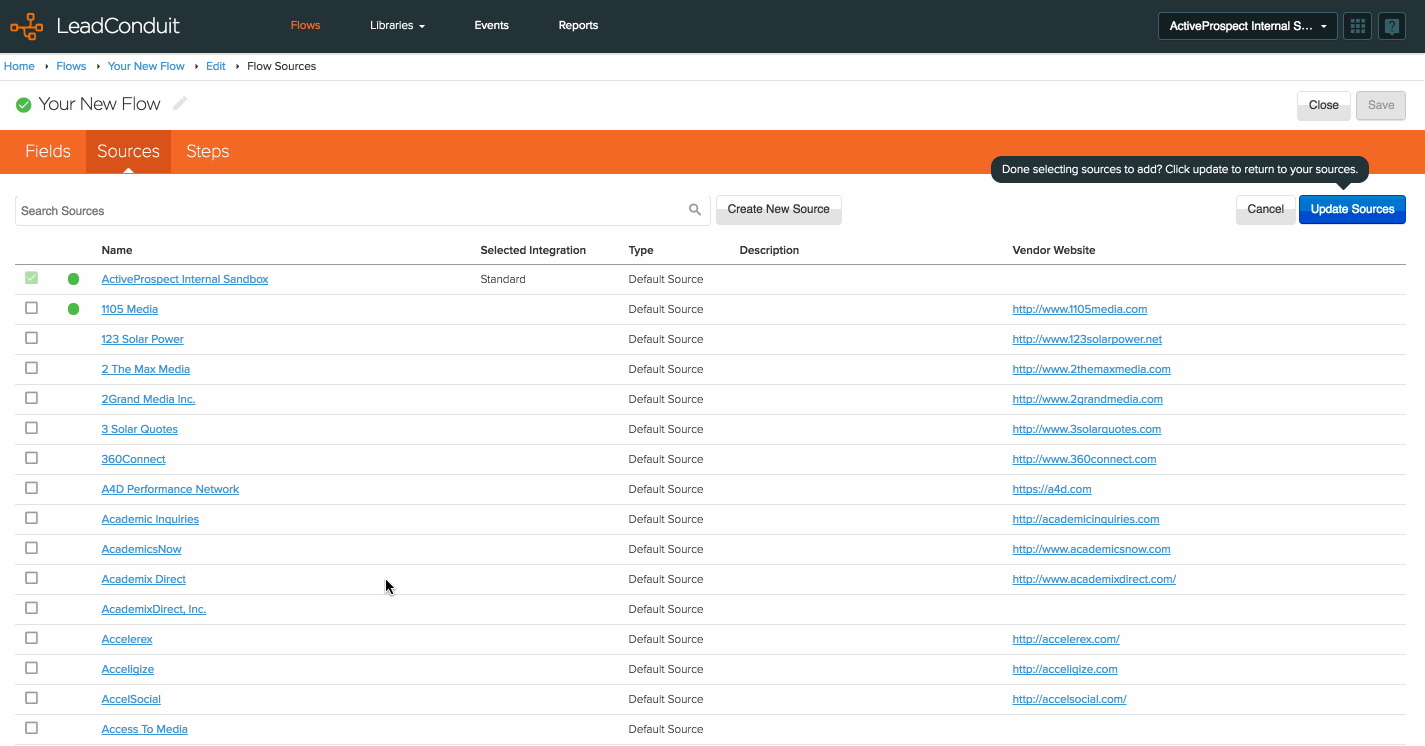 LeadConduit Flows Libraries Events Reports ActiveProspect Internal S...
Home Flows Your New Flow Edit Flow Sources
Your New Flow Close Save
Fields Sources Steps
Done selecting sources to add? Click update to return to your sources.
Search Sources Create New Source Cancel Update Sources
Name Selected Integration Type Description Vendor Website
ActiveProspect Internal Sandbox Standard Default Source
1105 Media Default Source http://www.1105media.com
123 Solar Power Default Source http://www.123solarpower.net
2 The Max Media Default Source http://www.2themaxmedia.com
2Grand Media Inc. Default Source http://www.2grandmedia.com
3 Solar Quotes Default Source http://www.3solarquotes.com
360Connect Default Source http://www.360connect.com
A4D Performance Network Default Source https://a4d.com
Academic Inquiries Default Source http://academicinquiries.com
AcademicsNow Default Source http://www.academicsnow.com
Academix Direct Default Source http://www.academixdirect.com/
AcademixDirect, Inc. Default Source
Accelerex Default Source http://accelerex.com/
Acceligize Default Source http://acceligize.com
AccelSocial Default Source http://accelsocial.com/
Access To Media Default Source